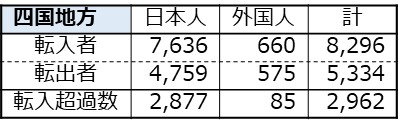 四国地方 日本人 外国人 計
転入者 7,636 660 8,296
転出者 4,759 575 5,334
転入超過数 2,877 85 2,962